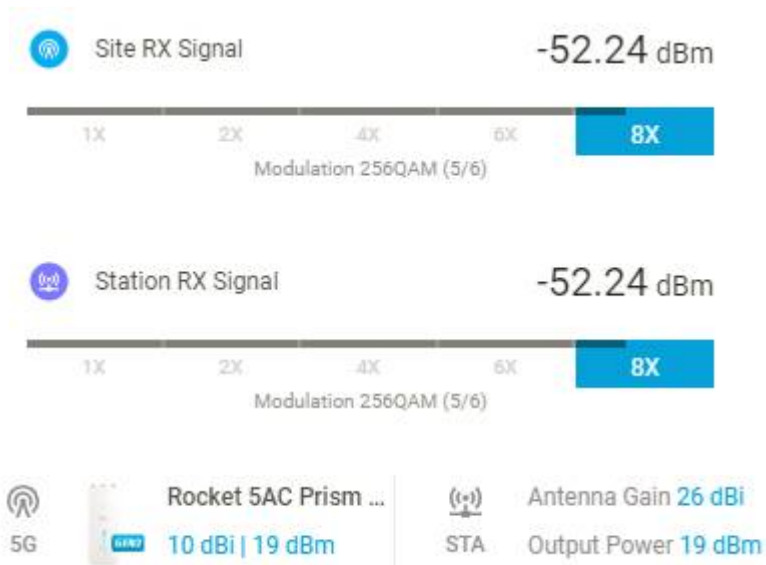 Site RX Signal -52.24 dBm
1X 2X 4X 6X 8X
Modulation 256QAM (5/6)
Station RX Signal -52.24 dBm
1X 2X 4X 6X 8X
Modulation 256QAM (5/6)
Rocket 5AC Prism ... Antenna Gain 26 dBi
5G GEN2 10 dBi | 19 dBm STA Output Power 19 dBm